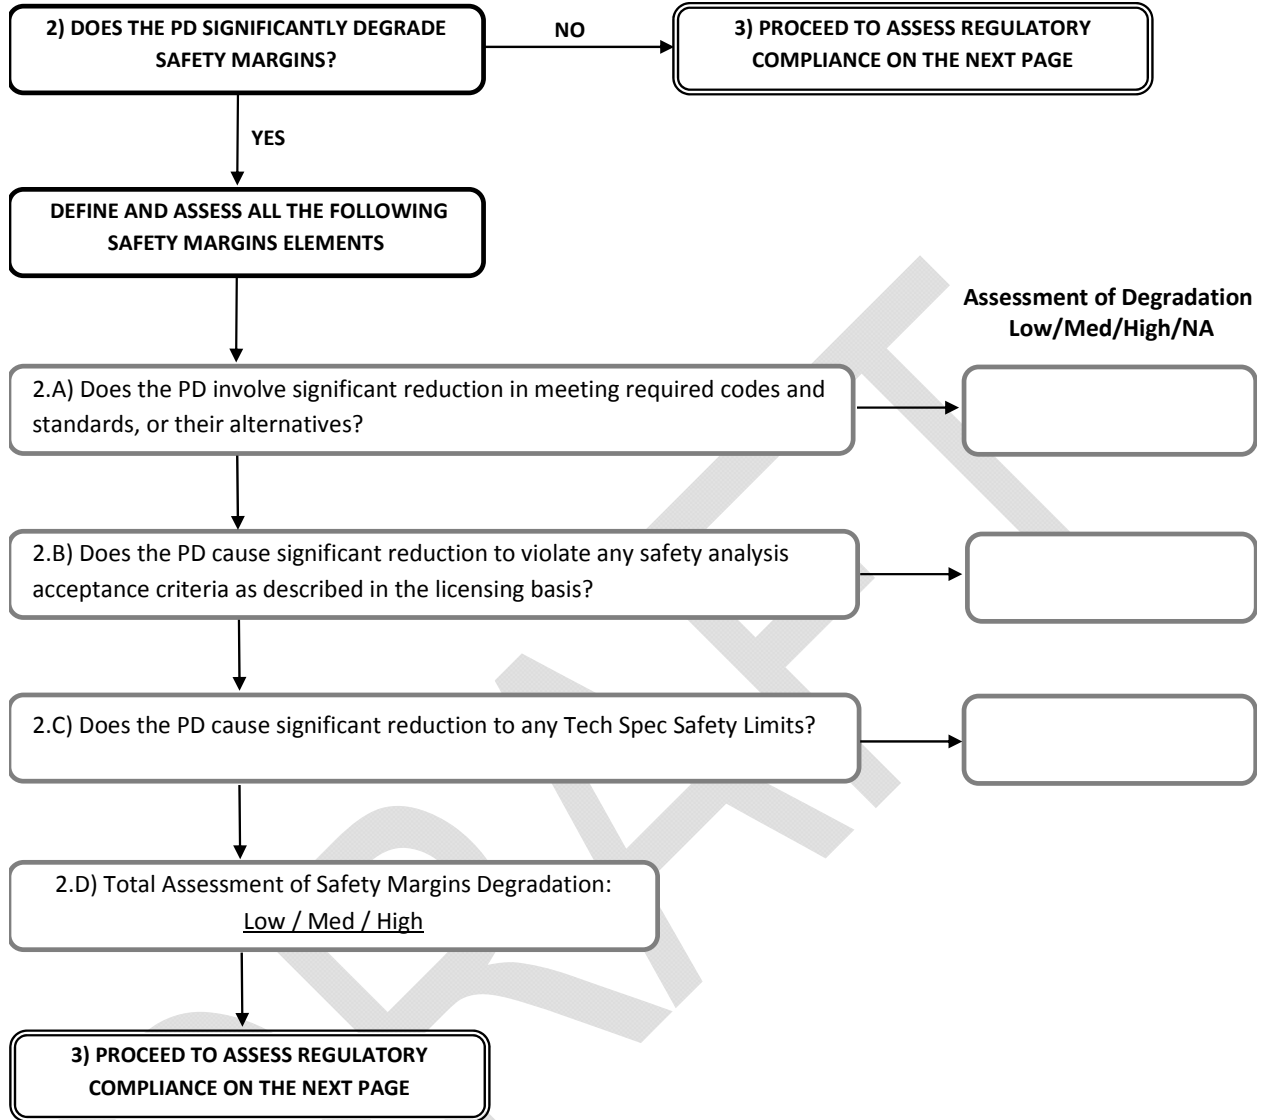 2) DOES THE PD SIGNIFICANTLY DEGRADE
SAFETY MARGINS?
NO
3) PROCEED TO ASSESS REGULATORY
COMPLIANCE ON THE NEXT PAGE
YES
DEFINE AND ASSESS ALL THE FOLLOWING
SAFETY MARGINS ELEMENTS
Assessment of Degradation
Low/Med/High/NA
2.A) Does the PD involve significant reduction in meeting required codes and
standards, or their alternatives?
2.B) Does the PD cause significant reduction to violate any safety analysis
acceptance criteria as described in the licensing basis?
2.C) Does the PD cause significant reduction to any Tech Spec Safety Limits?
2.D) Total Assessment of Safety Margins Degradation:
Low / Med / High
3) PROCEED TO ASSESS REGULATORY
COMPLIANCE ON THE NEXT PAGE
DRAFT